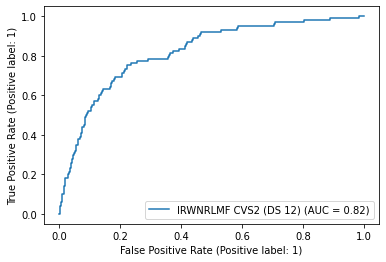 1.0
0.8
0.6
0.4
0.2
0.0
True Positive Rate (Positive label: 1)
IRWNRLMF CVS2 (DS 12) (AUC = 0.82)
0.0 0.2 0.4 0.6 0.8 1.0
False Positive Rate (Positive label: 1)